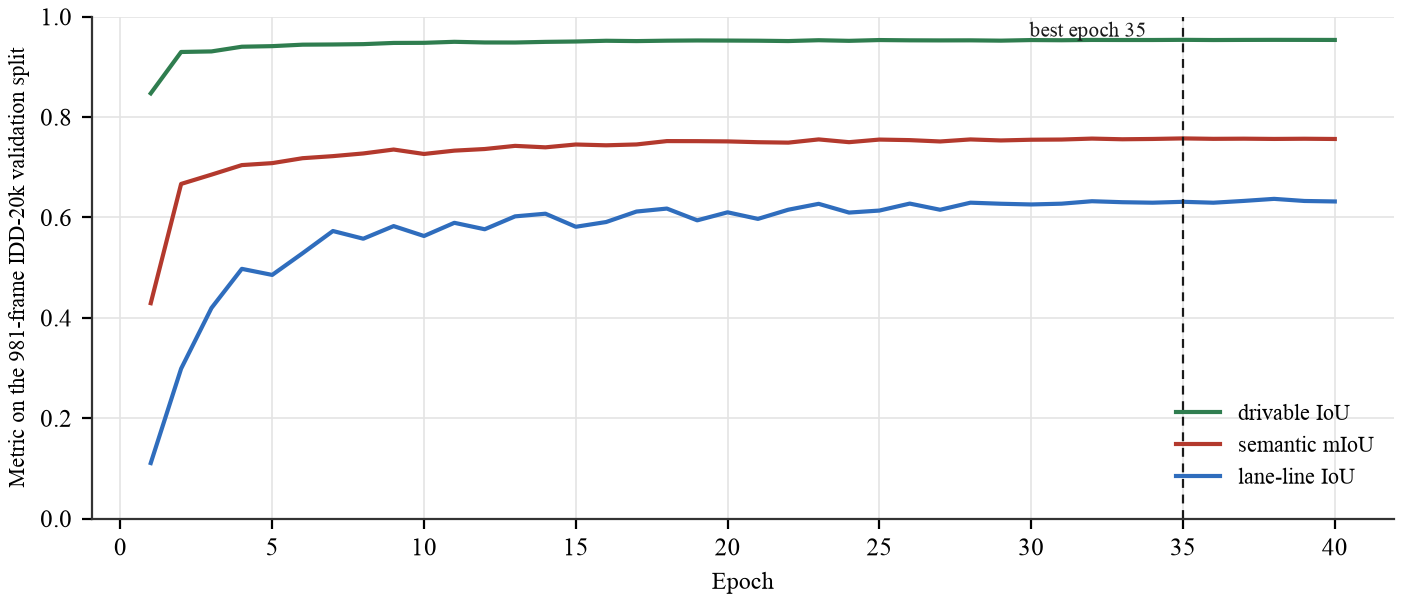 Metric on the 981-frame IDD-20k validation split
1.0
0.8
0.6
0.4
0.2
0.0
best epoch 35
drivable IoU
semantic mIoU
lane-line IoU
0 5 10 15 20 25 30 35 40
Epoch